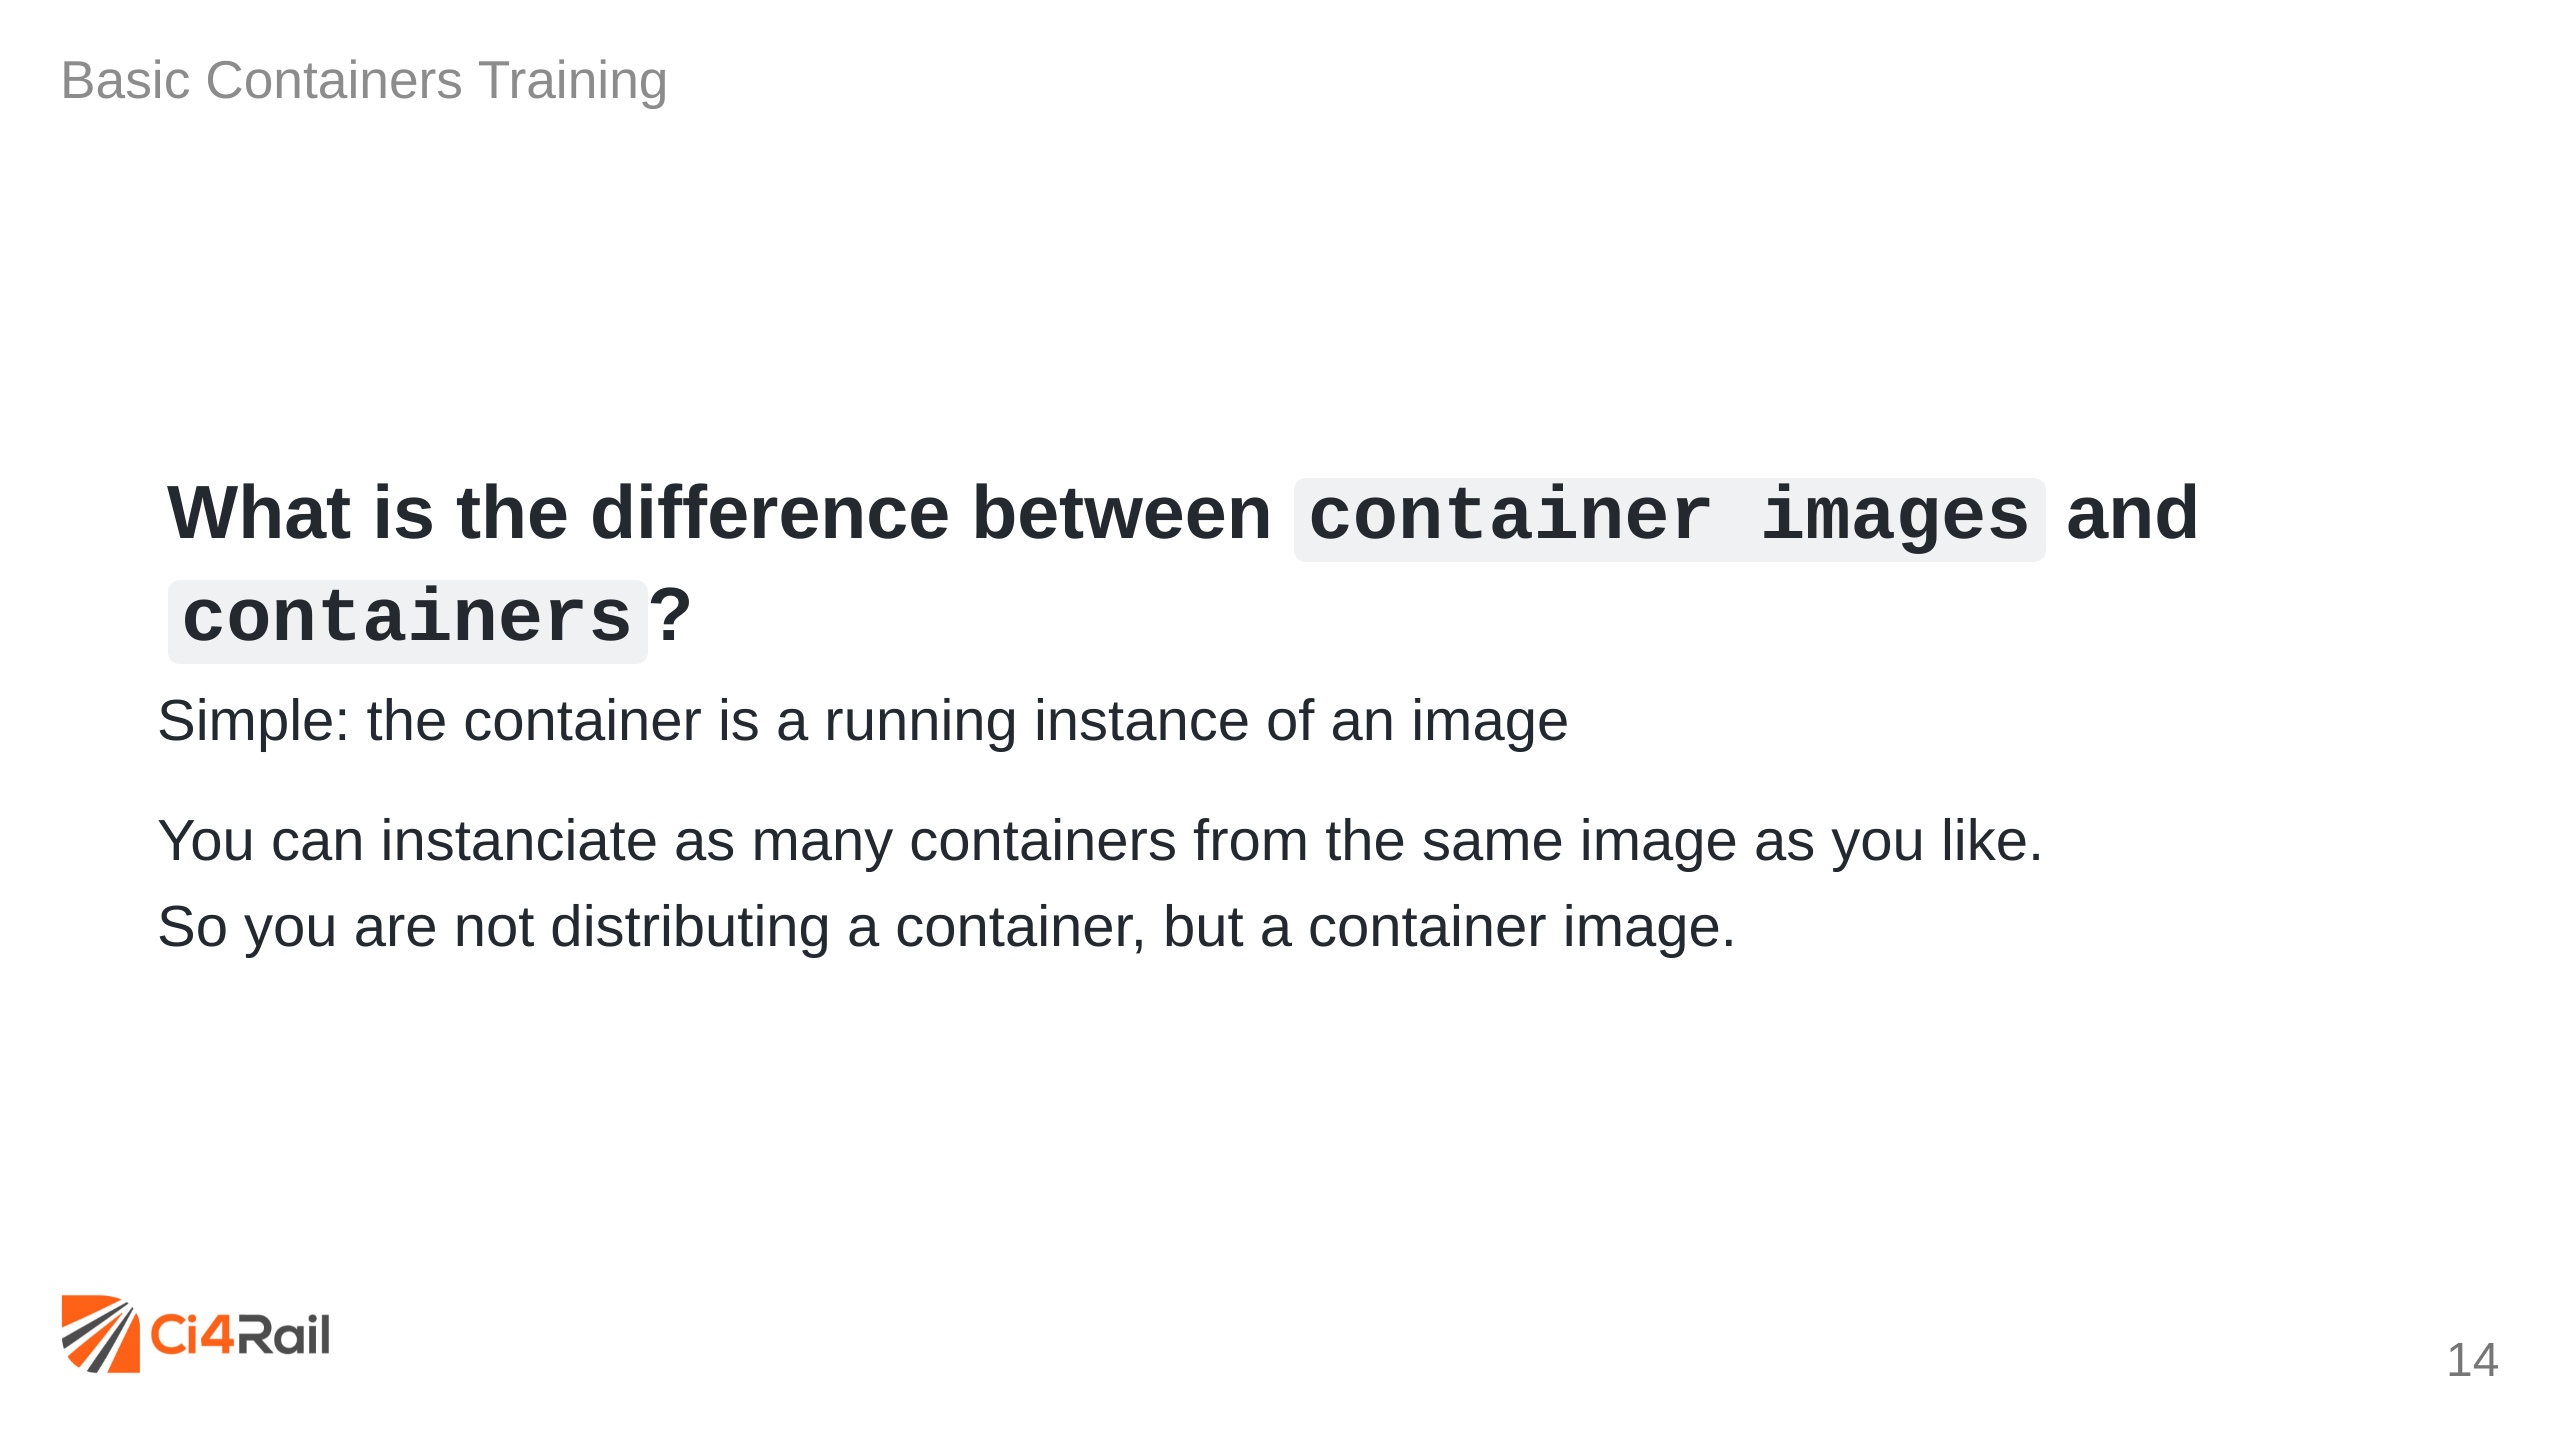 Basic Containers Training
What is the difference between container images and
containers?
Simple: the container is a running instance of an image
You can instanciate as many containers from the same image as you like.
So you are not distributing a container, but a container image.
Ci4Rail
14